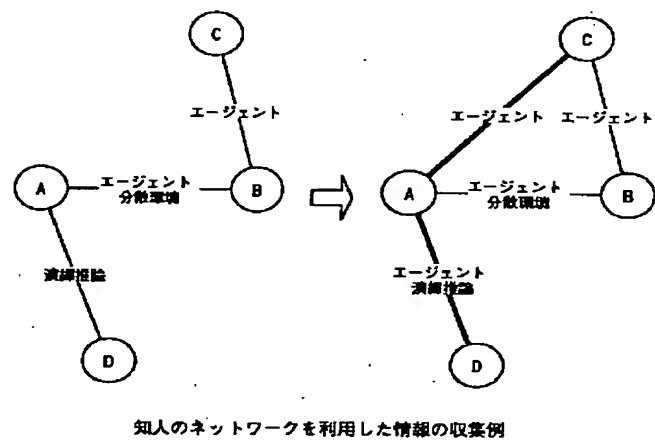 C
エージェント
A
エージェント
分散環境
B
演繹推論
D
C
エージェント
エージェント
A
エージェント
分散環境
B
エージェント
演繹推論
D
知人のネットワークを利用した情報の収集例